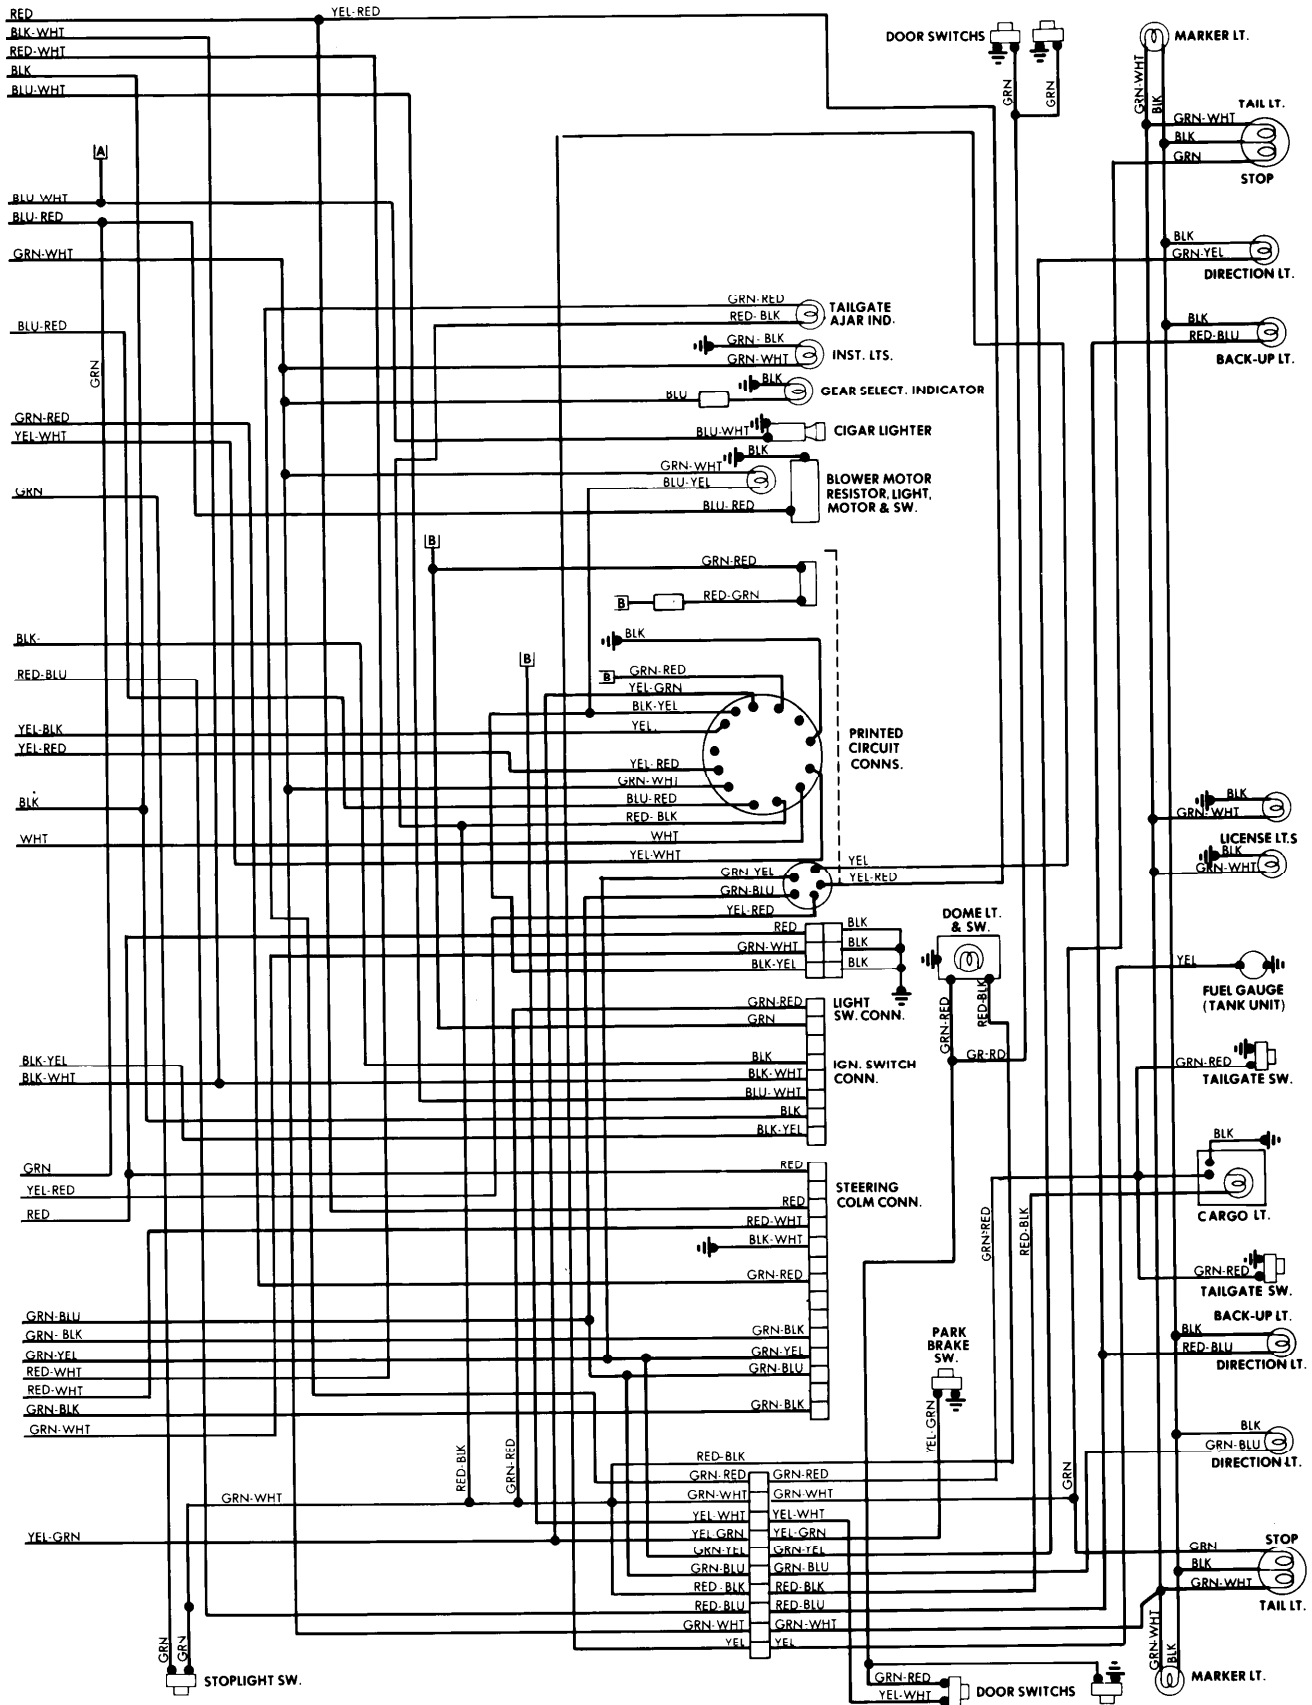 RED
YEL-RED
BLK-WHT
RED-WHT
BLK
BLU-WHT
DOOR SWITCHS
GRN
GRN
MARKER LT.
GRN-WHT
BLK
TAIL LT.
GRN-WHT
BLK
GRN
STOP
A
BLU WHT
BLU-RED
GRN-WHT
BLK
GRN-YEL
DIRECTION LT.
BLU-RED
GRN
GRN-RED
RED-BLK
TAILGATE
AJAR IND.
GRN-BLK
GRN-WHT
INST. LTS.
BLK
RED-BLU
BACK-UP LT.
BLK
BLU
GEAR SELECT. INDICATOR
GRN-RED
YEL-WHT
BLU-WHT
CIGAR LIGHTER
BLK
GRN-WHT
BLU-YEL
BLU-RED
BLOWER MOTOR
RESISTOR, LIGHT,
MOTOR & SW.
GRN
B
GRN-RED
B
RED-GRN
BLK-
BLK
RED-BLU
B
B
GRN-RED
YEL-GRN
BLK-YEL
YEL.
YEL-BLK
YEL-RED
YEL-RED
GRN-WHT
BLU-RED
RED-BLK
WHT
YEL-WHT
PRINTED
CIRCUIT
CONNS.
BLK
WHT
BLK
GRN-WHT
LICENSE LT.S
BLK
GRN-WHT
YEL
YEL-RED
GRN YEL
GRN-BLU
YEL-RED
RED
GRN-WHT
BLK-YEL
BLK
BLK
BLK
DOME LT.
& SW.
GRN-RED
RED-BLK
GR-RD
YEL
FUEL GAUGE
(TANK UNIT)
GRN-RED
GRN
LIGHT
SW. CONN.
BLK-YEL
BLK-WHT
BLK
BLK-WHT
BLU-WHT
BLK
BLK-YEL
IGN. SWITCH
CONN.
GRN-RED
TAILGATE SW.
GRN
YEL-RED
RED
RED
RED
RED-WHT
BLK-WHT
GRN-RED
STEERING
COLM CONN.
BLK
CARGO LT.
GRN-RED
RED-BLK
GRN-RED
TAILGATE SW.
GRN-BLU
GRN-BLK
GRN-YEL
RED-WHT
RED-WHT
GRN-BLK
GRN-WHT
GRN-BLK
GRN-YEL
GRN-BLU
GRN-BLK
PARK
BRAKE
SW.
YEL-GRN
BACK-UP LT.
BLK
RED-BLU
DIRECTION LT.
BLK
GRN-BLU
DIRECTION LT.
RED-BLK
GRN-RED
GRN
RED-BLK
GRN-RED
GRN-RED
GRN-WHT
GRN-WHT
GRN-WHT
YEL-WHT
YEL-WHT
YEL-GRN
YEL GRN
YEL-GRN
GRN-YEL
GRN-YEL
GRN-BLU
GRN-BLU
RED-BLK
RED-BLK
RED-BLU
RED-BLU
GRN-WHT
GRN-WHT
YEL
YEL
GRN
BLK
GRN-WHT
STOP
TAIL LT.
GRN
GRN
STOPLIGHT SW.
GRN-RED
YEL-WHT
DOOR SWITCHS
GRN-WHT
BLK
MARKER LT.